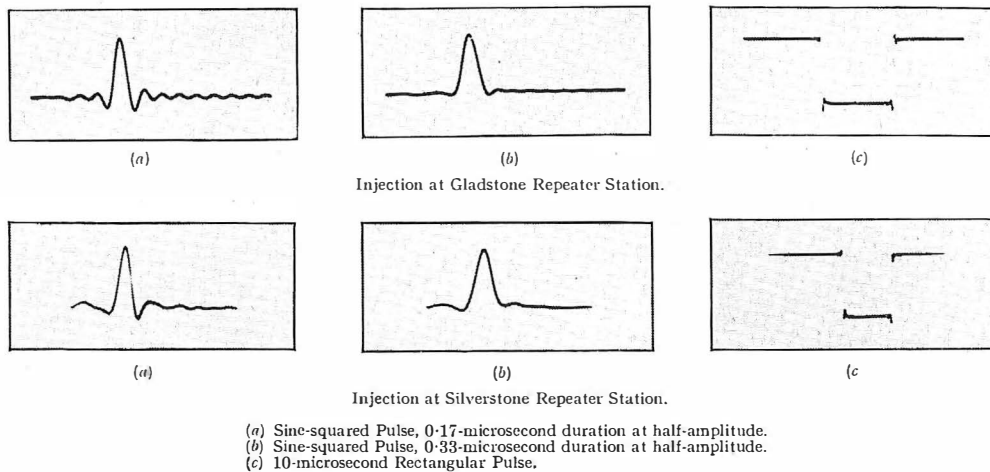 (a)
(b)
(c)
Injection at Gladstone Repeater Station.
(a)
(b)
(c
Injection at Silverstone Repeater Station.
(a) Sine-squared Pulse, 0·17-microsecond duration at half-amplitude.
(b) Sine-squared Pulse, 0·33-microsecond duration at half-amplitude.
(c) 10-microsecond Rectangular Pulse.